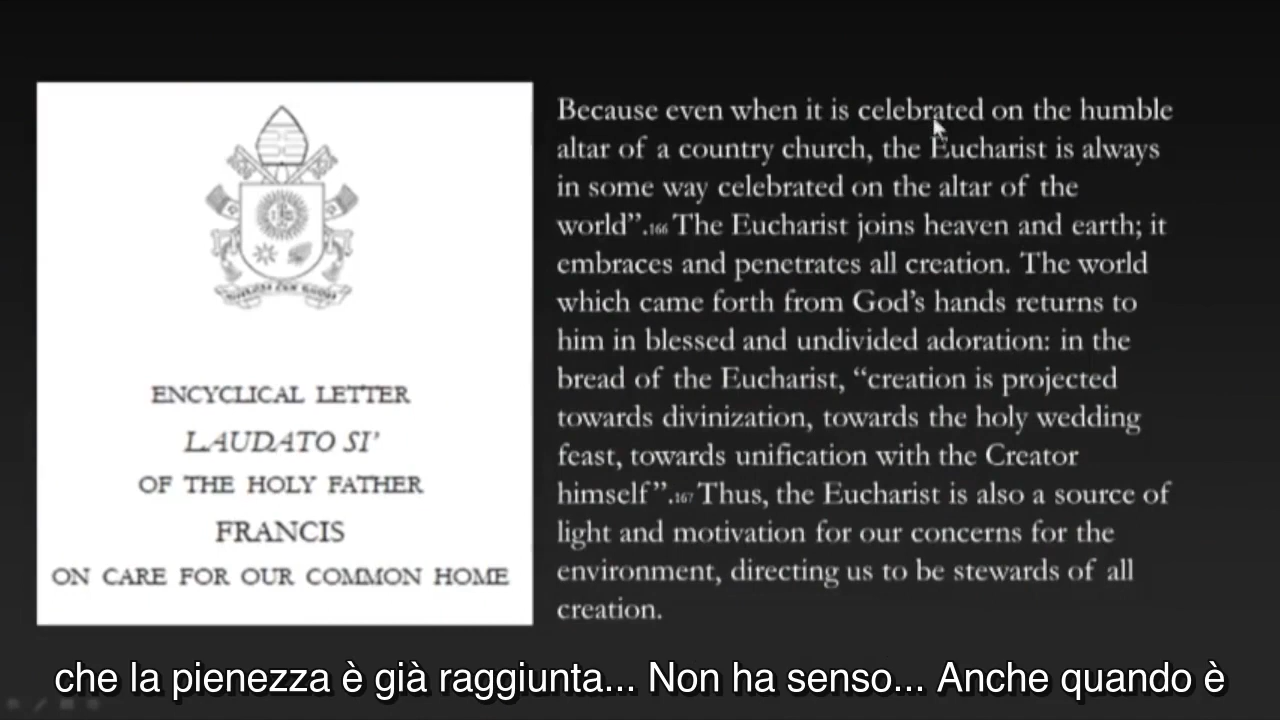 ENCYCLICAL LETTER
LAUDATO SI’
OF THE HOLY FATHER
FRANCIS
ON CARE FOR OUR COMMON HOME
Because even when it is celebrated on the humble
altar of a country church, the Eucharist is always
in some way celebrated on the altar of the
world”.166 The Eucharist joins heaven and earth; it
embraces and penetrates all creation. The world
which came forth from God’s hands returns to
him in blessed and undivided adoration: in the
bread of the Eucharist, “creation is projected
towards divinization, towards the holy wedding
feast, towards unification with the Creator
himself”.167 Thus, the Eucharist is also a source of
light and motivation for our concerns for the
environment, directing us to be stewards of all
creation.
che la pienezza è già raggiunta... Non ha senso... Anche quando è